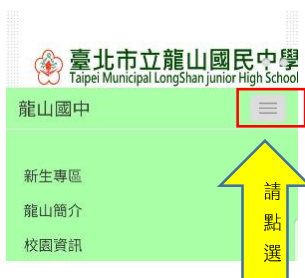 臺北市立龍山國民中學
Taipei Municipal LongShan junior High School
龍山國中
新生專區
龍山簡介
校園資訊
請
點
選